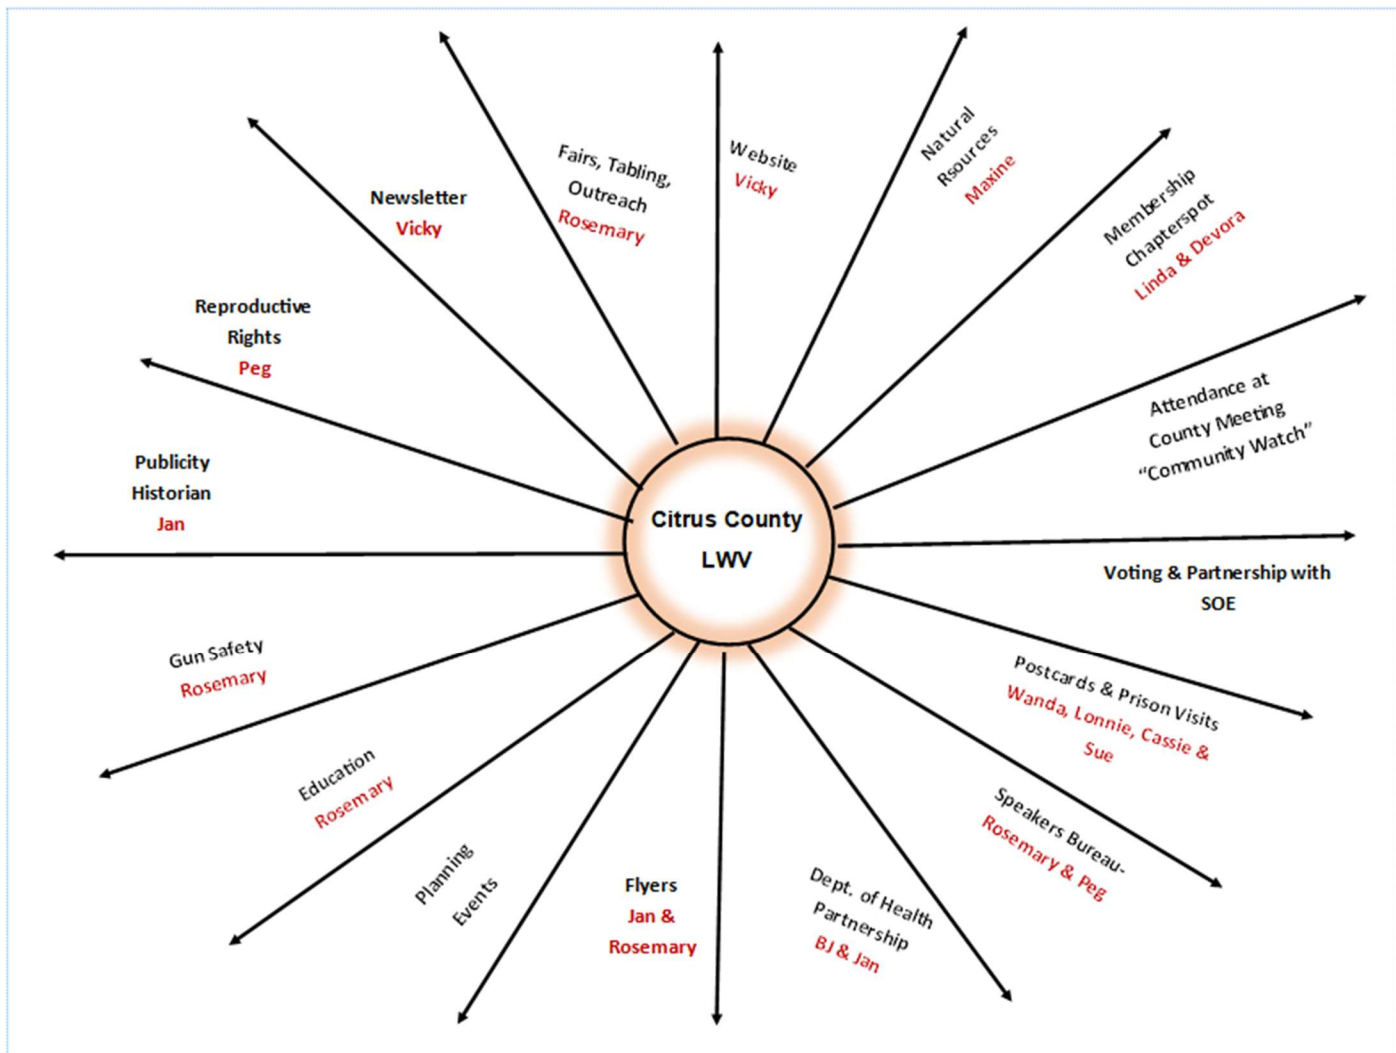 Website
Vicky
Natural
Rsources
Maxine
Membership
Chapterspot
Linda & Devora
Attendance at
County Meeting
“Community Watch”
Voting & Partnership with
SOE
Postcards & Prison Visits
Wanda, Lonnie, Cassie &
Sue
Speakers Bureau-
Rosemary & Peg
Dept. of Health
Partnership
BJ & Jan
Flyers
Jan &
Rosemary
Planning
Events
Education
Rosemary
Gun Safety
Rosemary
Publicity
Historian
Jan
Reproductive
Rights
Peg
Newsletter
Vicky
Fairs, Tabling,
Outreach
Rosemary
Citrus County
LWV